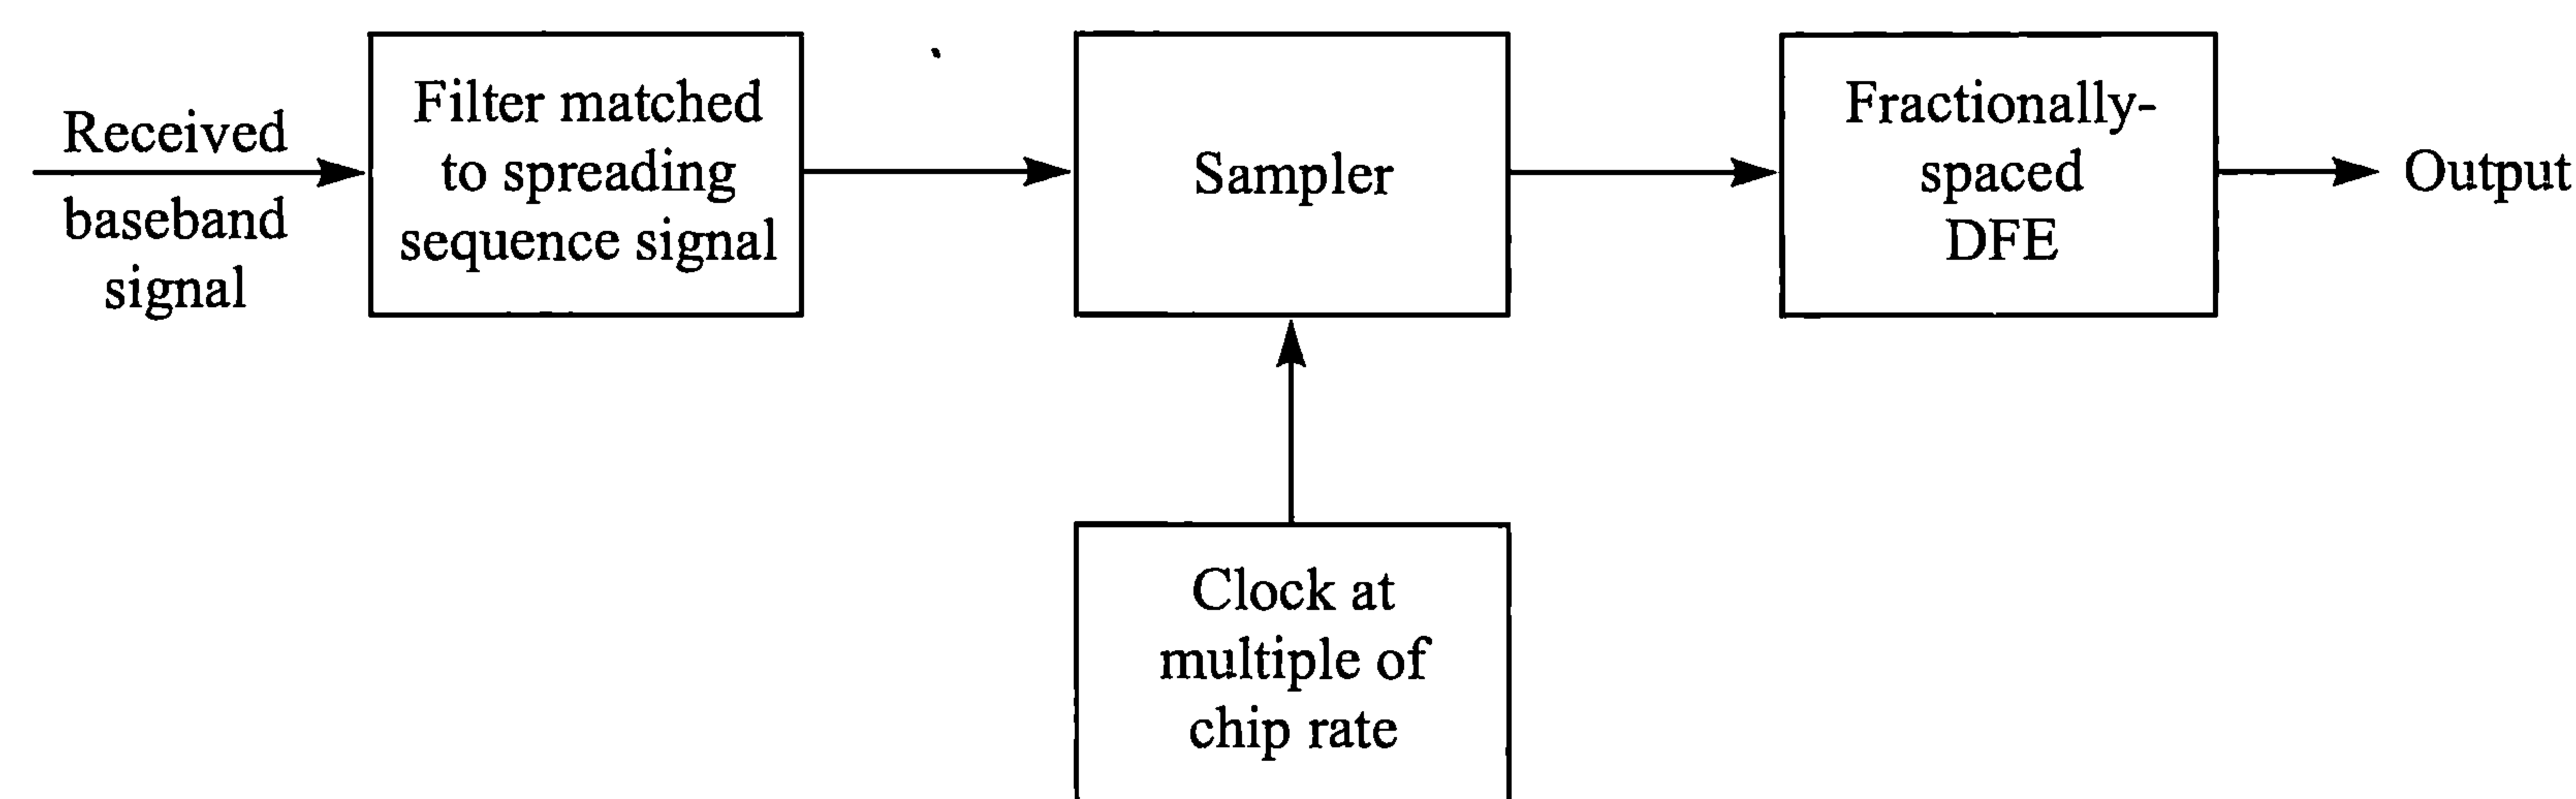 Received
baseband
signal
Filter matched
to spreading
sequence signal
Sampler
Fractionally-
spaced
DFE
Output
Clock at
multiple of
chip rate